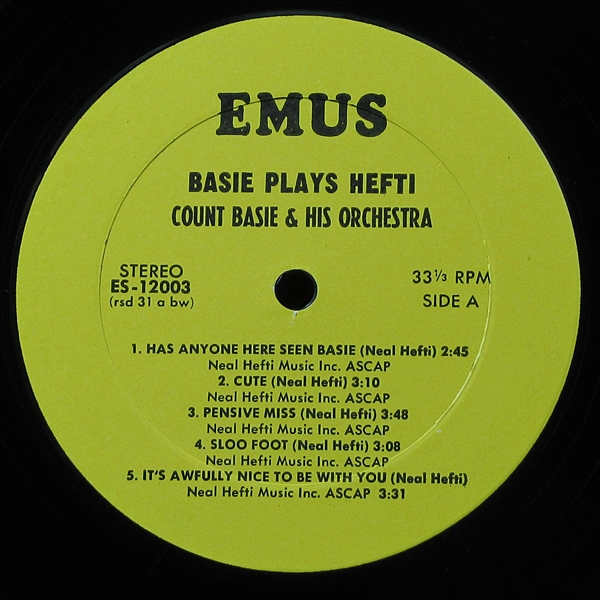 EMUS
BASIE PLAYS HEFTI
COUNT BASIE & HIS ORCHESTRA
STEREO
ES-12003
(rsd 31 a bw)
33⅓ RPM
SIDE A
1. HAS ANYONE HERE SEEN BASIE (Neal Hefti) 2:45
Neal Hefti Music Inc. ASCAP
2. CUTE (Neal Hefti) 3:10
Neal Hefti Music Inc. ASCAP
3. PENSIVE MISS (Neal Hefti) 3:48
Neal Hefti Music Inc. ASCAP
4. SLOO FOOT (Neal Hefti) 3:08
Neal Hefti Music Inc. ASCAP
5. IT'S AWFULLY NICE TO BE WITH YOU (Neal Hefti)
Neal Hefti Music Inc. ASCAP 3:31